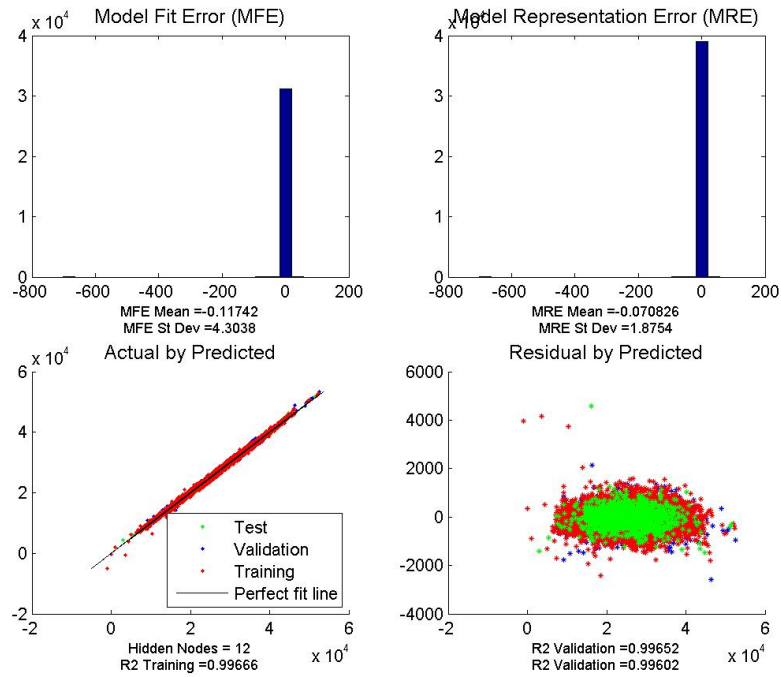 Model Fit Error (MFE)
x 10^4
4
3
2
1
0
-800 -600 -400 -200 0 200
MFE Mean =-0.11742
MFE St Dev =4.3038
Model Representation Error (MRE)
4
3
2
1
0
-800 -600 -400 -200 0 200
MRE Mean =-0.070826
MRE St Dev =1.8754
Actual by Predicted
x 10^4
6
4
2
0
-2
Test
Validation
Training
Perfect fit line
-2 0 2 4 6
x 10^4
Hidden Nodes = 12
R2 Training =0.99666
Residual by Predicted
6000
4000
2000
0
-2000
-4000
-2 0 2 4 6
x 10^4
R2 Validation =0.99652
R2 Validation =0.99602